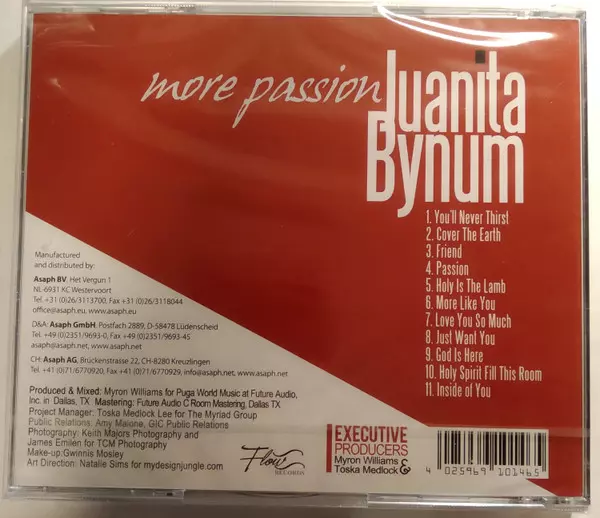 more passion
Juanita
Bynum
1. You'll Never Thirst
2. Cover The Earth
3. Friend
4. Passion
5. Holy Is The Lamb
6. More Like You
7. Love You So Much
8. Just Want You
9. God Is Here
10. Holy Spirit Fill This Room
11. Inside of You
Manufactured
and distributed by:
Asaph BV. Het Vergun 1
NL-6931 KC Westervoort
Tel. +31 (0)26/3113700, Fax +31 (0)26/3118044
office@asaph.eu, www.asaph.eu
D&A: Asaph GmbH, Postfach 2889, D-58478 Lüdenscheid
Tel. +49 (0)2351/9693-0, Fax +49 (0)2351/9693-45
asaph@asaph.net, www.asaph.net
CH: Asaph AG, Brückenstrasse 22, CH-8280 Kreuzlingen
Tel. +41 (0)71/6770920, Fax +41 (0)71/6770929, info@asaph.net, www.asaph.net
Produced & Mixed: Myron Williams for Puga World Music at Future Audio,
Inc. in Dallas, TX Mastering: Future Audio C Room Mastering, Dallas TX
Project Manager: Toska Medlock Lee for The Myriad Group
Public Relations, Amy Malone, GIC Public Relations
Photography: Keith Majors Photography and
James Emilen for TCM Photography
Make-up:Gwinnis Mosley
Art Direction: Natalie Sims for mydesignjungle.com
Flow
RECORDS
EXECUTIVE
PRODUCERS
Myron Williams &
Toska Medlock
4 025969 101465